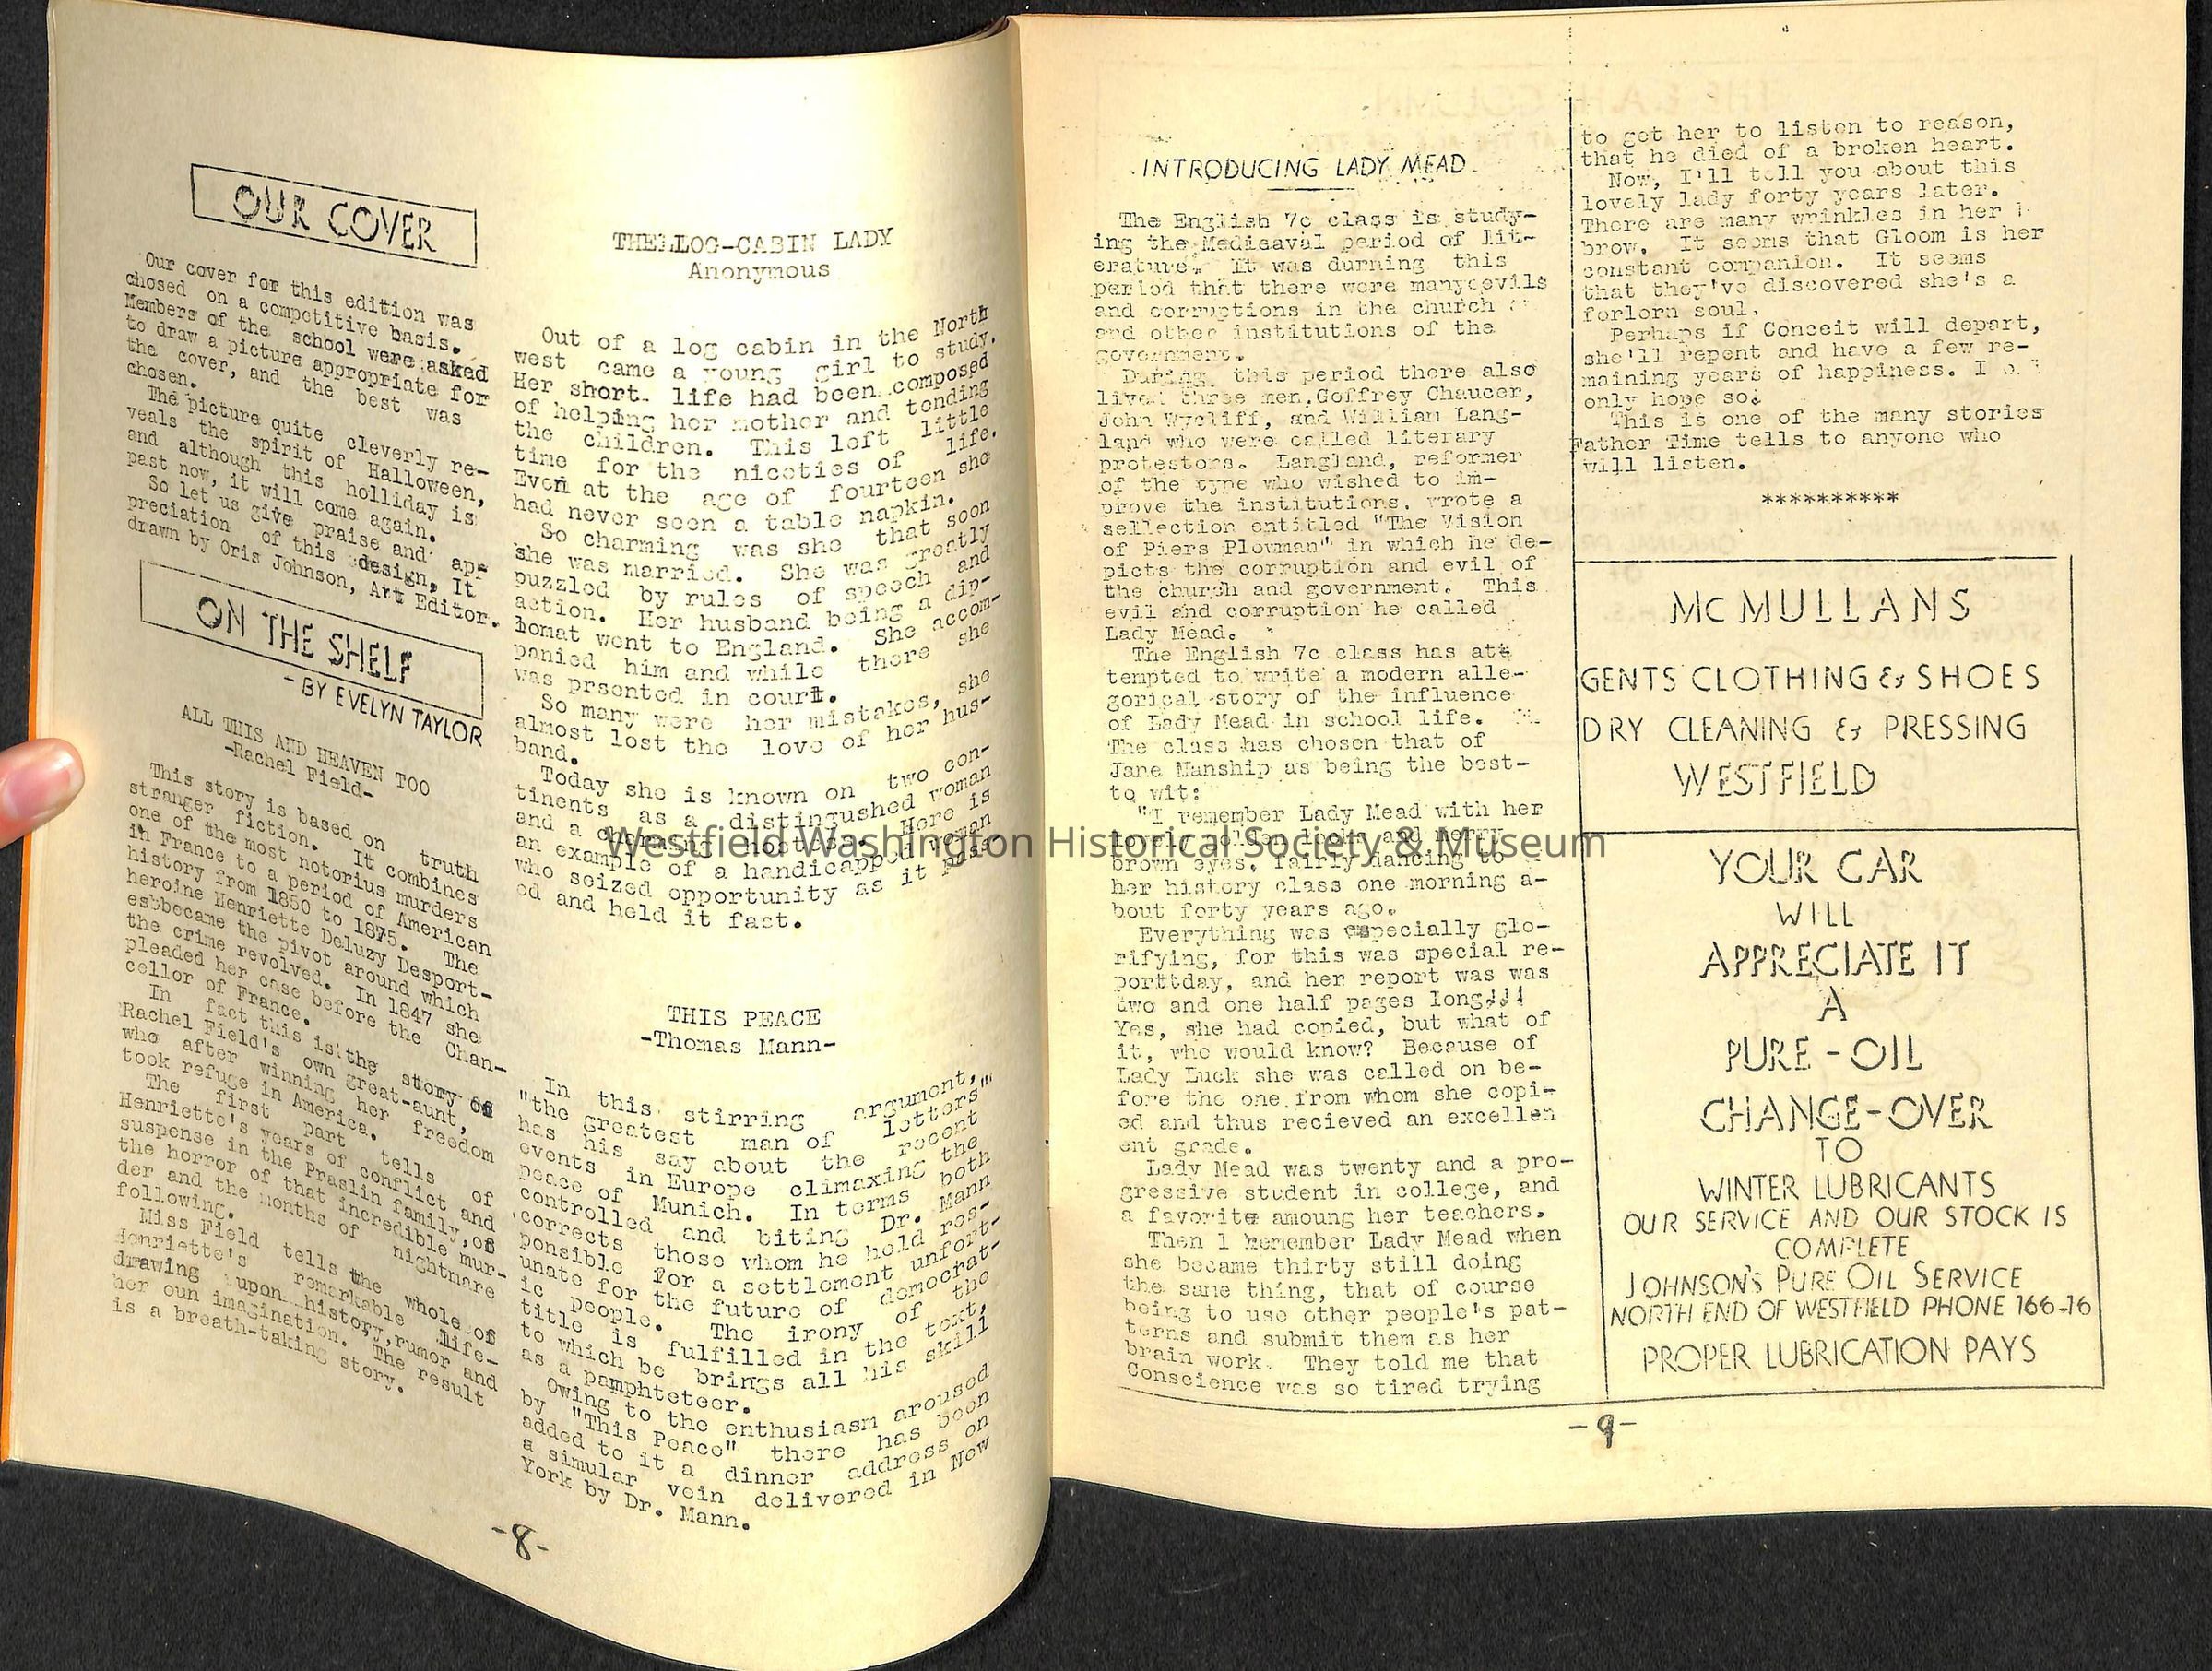 OUR COVER
Our cover for this edition was
chosed on a competitive basis.
Members of the school were asked
to draw a picture appropriate for
the cover, and the best was
chosen.
The picture quite cleverly re-
veals the spirit of Halloween,
and although this holliday is
past now, it will come again.
So let us give praise and ap-
preciation of this design, It
drawn by Oris Johnson, Art Editor.
ON THE SHELF
- BY EVELYN TAYLOR
ALL THIS AND HEAVEN TOO
-Rachel Field-
This story is based on truth
stranger fiction. It combines
one of the most notorius murders
in France to a period of American
history from 1850 to 1875. The
heroine Henriette Deluzy Desport-
esbbecame the pivot around which
the crime revolved. In 1847 she
pleaded her case before the Chan-
cellor of France.
In fact this is the story of
Rachel Field's own great-aunt,
who after winning her freedom
took refuge in America.
The first part tells of
Henriette's years of conflict and
suspense in the Praslin family, of
the horror of that incredible mur-
der and the months of nightmare
following.
Miss Field tells the whole of
Henriette's remarkable life-
drawing upon history, rumor and
her oun imagination. The result
is a breath-taking story.
THELLOG-CABIN LADY
Anonymous
Out of a log cabin in the North
west came a young girl to study.
Her short life had been composed
of helping her mother and tending
the children. This left little
time for the niceties of life.
Even at the age of fourteen she
had never seen a table napkin.
So charming was she that soon
she was married. She was greatly
puzzled by rules of speech and
action. Her husband being a dip-
lomat went to England. She accom-
panied him and while there she
was prsented in court.
So many were her mistakes, she
almost lost the love of her hus-
band.
Today she is known on two con-
tinents as a distingushed woman
and a charming hostess. Here is
an example of a handicapped woman
who seized opportunity as it pass
ed and held it fast.
THIS PEACE
-Thomas Mann-
In this stirring argument,
"the greatest man of letters"
has his say about the recent
events in Europe climaxing the
peace of Munich. In terms both
controlled and biting Dr. Mann
corrects those whom he held res-
ponsible for a settlement unfort-
unate for the future of democrat-
ic people. The irony of the
title is fulfilled in the text,
to which be brings all his skill
as a pamphteteer.
Owing to the enthusiasm aroused
by "This Peace" there has been
added to it a dinner address on
a simular vein delivered in New
York by Dr. Mann.
-8-
INTRODUCING LADY MEAD
The English 7c class is study-
ing the Mediaaval period of lit-
erature. It was durning this
period that there were manycevils
and corruptions in the church
and other institutions of the
government.
During this period there also
lived three men, Goffrey Chaucer,
John Wycliff, and William Lang-
land who were called literary
protestors. Langland, reformer
of the type who wished to im-
prove the institutions, wrote a
sellection entitled "The Vision
of Piers Plowman" in which he de-
picts the corruption and evil of
the church and government. This
evil and corruption he called
Lady Mead.
The English 7c class has att
tempted to write a modern alle-
gorical story of the influence
of Lady Mead in school life.
The class has chosen that of
Jane Manship as being the best-
to wit:
"I remember Lady Mead with her
lovely golden locks and merry
brown eyes, fairly dancing to
her history class one morning a-
bout forty years ago.
Everything was especially glo-
rifying, for this was special re-
porttday, and her report was was
two and one half pages long!!!
Yes, she had copied, but what of
it, who would know? Because of
Lady Luck she was called on be-
fore the one from whom she copi-
ed and thus recieved an excellen
ent grade.
Lady Mead was twenty and a pro-
gressive student in college, and
a favorite amoung her teachers.
Then I remember Lady Mead when
she became thirty still doing
the same thing, that of course
being to use other people's pat-
terns and submit them as her
brain work. They told me that
Conscience was so tired trying
to get her to listen to reason,
that he died of a broken heart.
Now, I'll tell you about this
lovely lady forty years later.
There are many wrinkles in her
brow. It seems that Gloom is her
constant companion. It seems
that they've discovered she's a
forlorn soul.
Perhaps if Conceit will depart,
she'll repent and have a few re-
maining years of happiness. I
only hope so.
This is one of the many stories
Father Time tells to anyone who
will listen.
**********
MCMULLANS
GENTS CLOTHING & SHOES
DRY CLEANING & PRESSING
WESTFIELD
YOUR CAR
WILL
APPRECIATE IT
A
PURE-OIL
CHANGE-OVER
TO
WINTER LUBRICANTS
OUR SERVICE AND OUR STOCK IS
COMPLETE
JOHNSON'S PURE OIL SERVICE
NORTH END OF WESTFIELD PHONE 166-16
PROPER LUBRICATION PAYS
-9-
Westfield Washington Historical Society & Museum